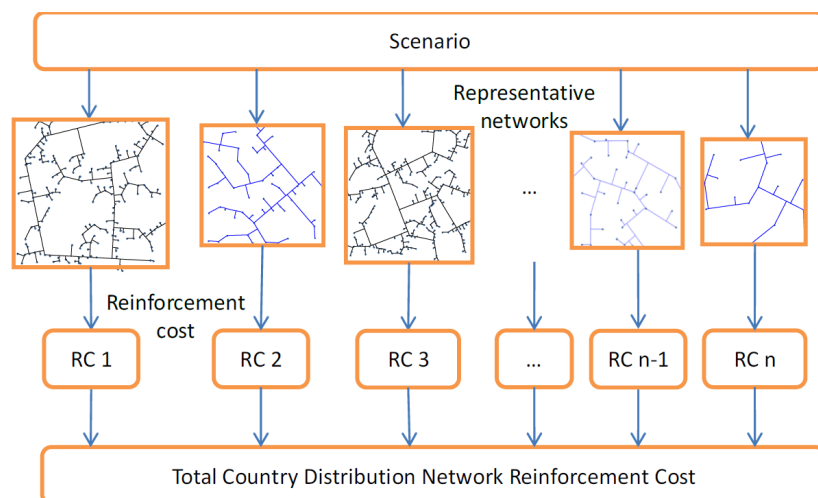 Scenario
Representative
networks
...
Reinforcement
cost
RC 1
RC 2
RC 3
...
RC n-1
RC n
Total Country Distribution Network Reinforcement Cost